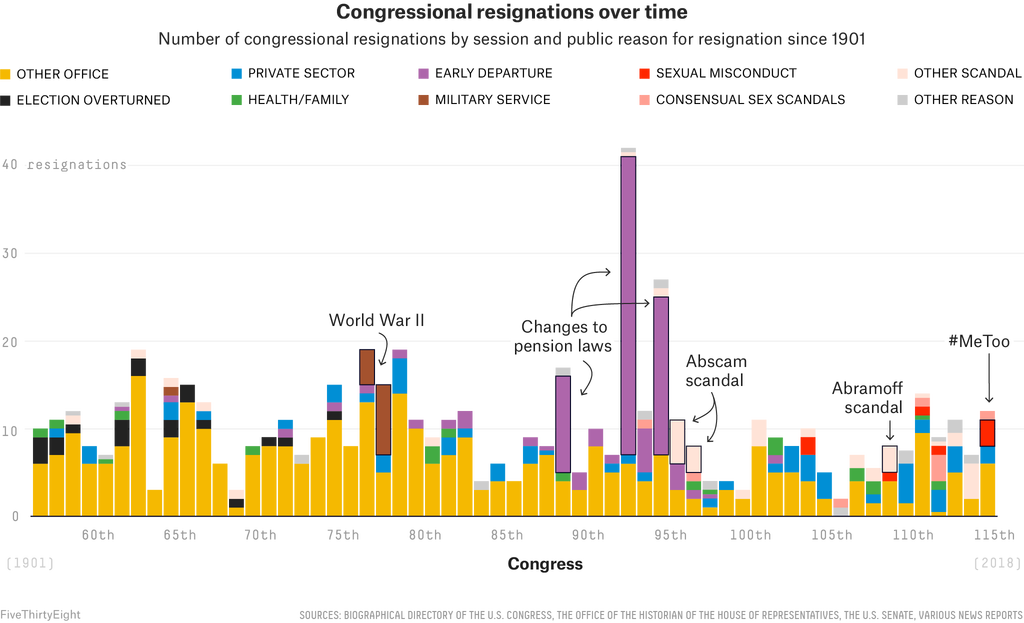 Congressional resignations over time
Number of congressional resignations by session and public reason for resignation since 1901
OTHER OFFICE PRIVATE SECTOR EARLY DEPARTURE SEXUAL MISCONDUCT OTHER SCANDAL
ELECTION OVERTURNED HEALTH/FAMILY MILITARY SERVICE CONSENSUAL SEX SCANDALS OTHER REASON
40 resignations
30
World War II
Changes to
pension laws
20
#MeToo
Abscam
scandal
Abramoff
scandal
10
0
60th 65th 70th 75th 80th 85th 90th 95th 100th 105th 110th 115th
[1901] Congress [2018]
FiveThirtyEight SOURCES: BIOGRAPHICAL DIRECTORY OF THE U.S. CONGRESS, THE OFFICE OF THE HISTORIAN OF THE HOUSE OF REPRESENTATIVES, THE U.S. SENATE, VARIOUS NEWS REPORTS